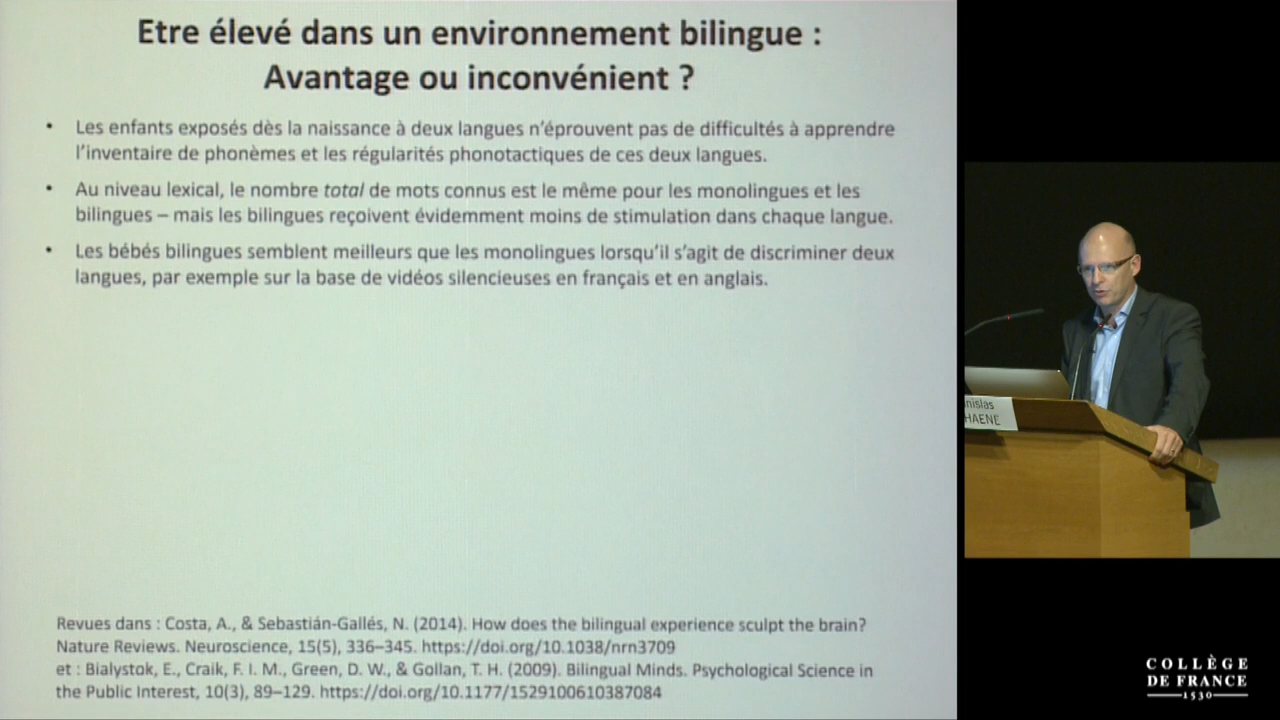 Etre élevé dans un environnement bilingue :
Avantage ou inconvénient ?
• Les enfants exposés dès la naissance à deux langues n'éprouvent pas de difficultés à apprendre
l'inventaire de phonèmes et les régularités phonotactiques de ces deux langues.
• Au niveau lexical, le nombre total de mots connus est le même pour les monolingues et les
bilingues – mais les bilingues reçoivent évidemment moins de stimulation dans chaque langue.
• Les bébés bilingues semblent meilleurs que les monolingues lorsqu'il s'agit de discriminer deux
langues, par exemple sur la base de vidéos silencieuses en français et en anglais.
Revues dans : Costa, A., & Sebastián-Gallés, N. (2014). How does the bilingual experience sculpt the brain?
Nature Reviews. Neuroscience, 15(5), 336–345. https://doi.org/10.1038/nrn3709
et : Bialystok, E., Craik, F. I. M., Green, D. W., & Gollan, T. H. (2009). Bilingual Minds. Psychological Science in
the Public Interest, 10(3), 89–129. https://doi.org/10.1177/1529100610387084
nislas
HAENE
COLLÈGE
DE FRANCE
1530